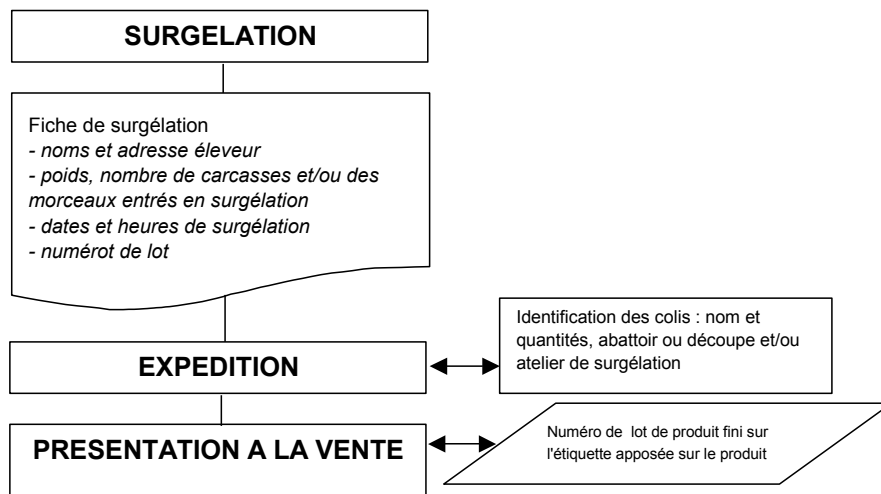 SURGELATION
Fiche de surgélation
- noms et adresse éleveur
- poids, nombre de carcasses et/ou des
morceaux entrés en surgélation
- dates et heures de surgélation
- numérot de lot
EXPEDITION
Identification des colis : nom et
quantités, abattoir ou découpe et/ou
atelier de surgélation
PRESENTATION A LA VENTE
Numéro de lot de produit fini sur
l'étiquette apposée sur le produit